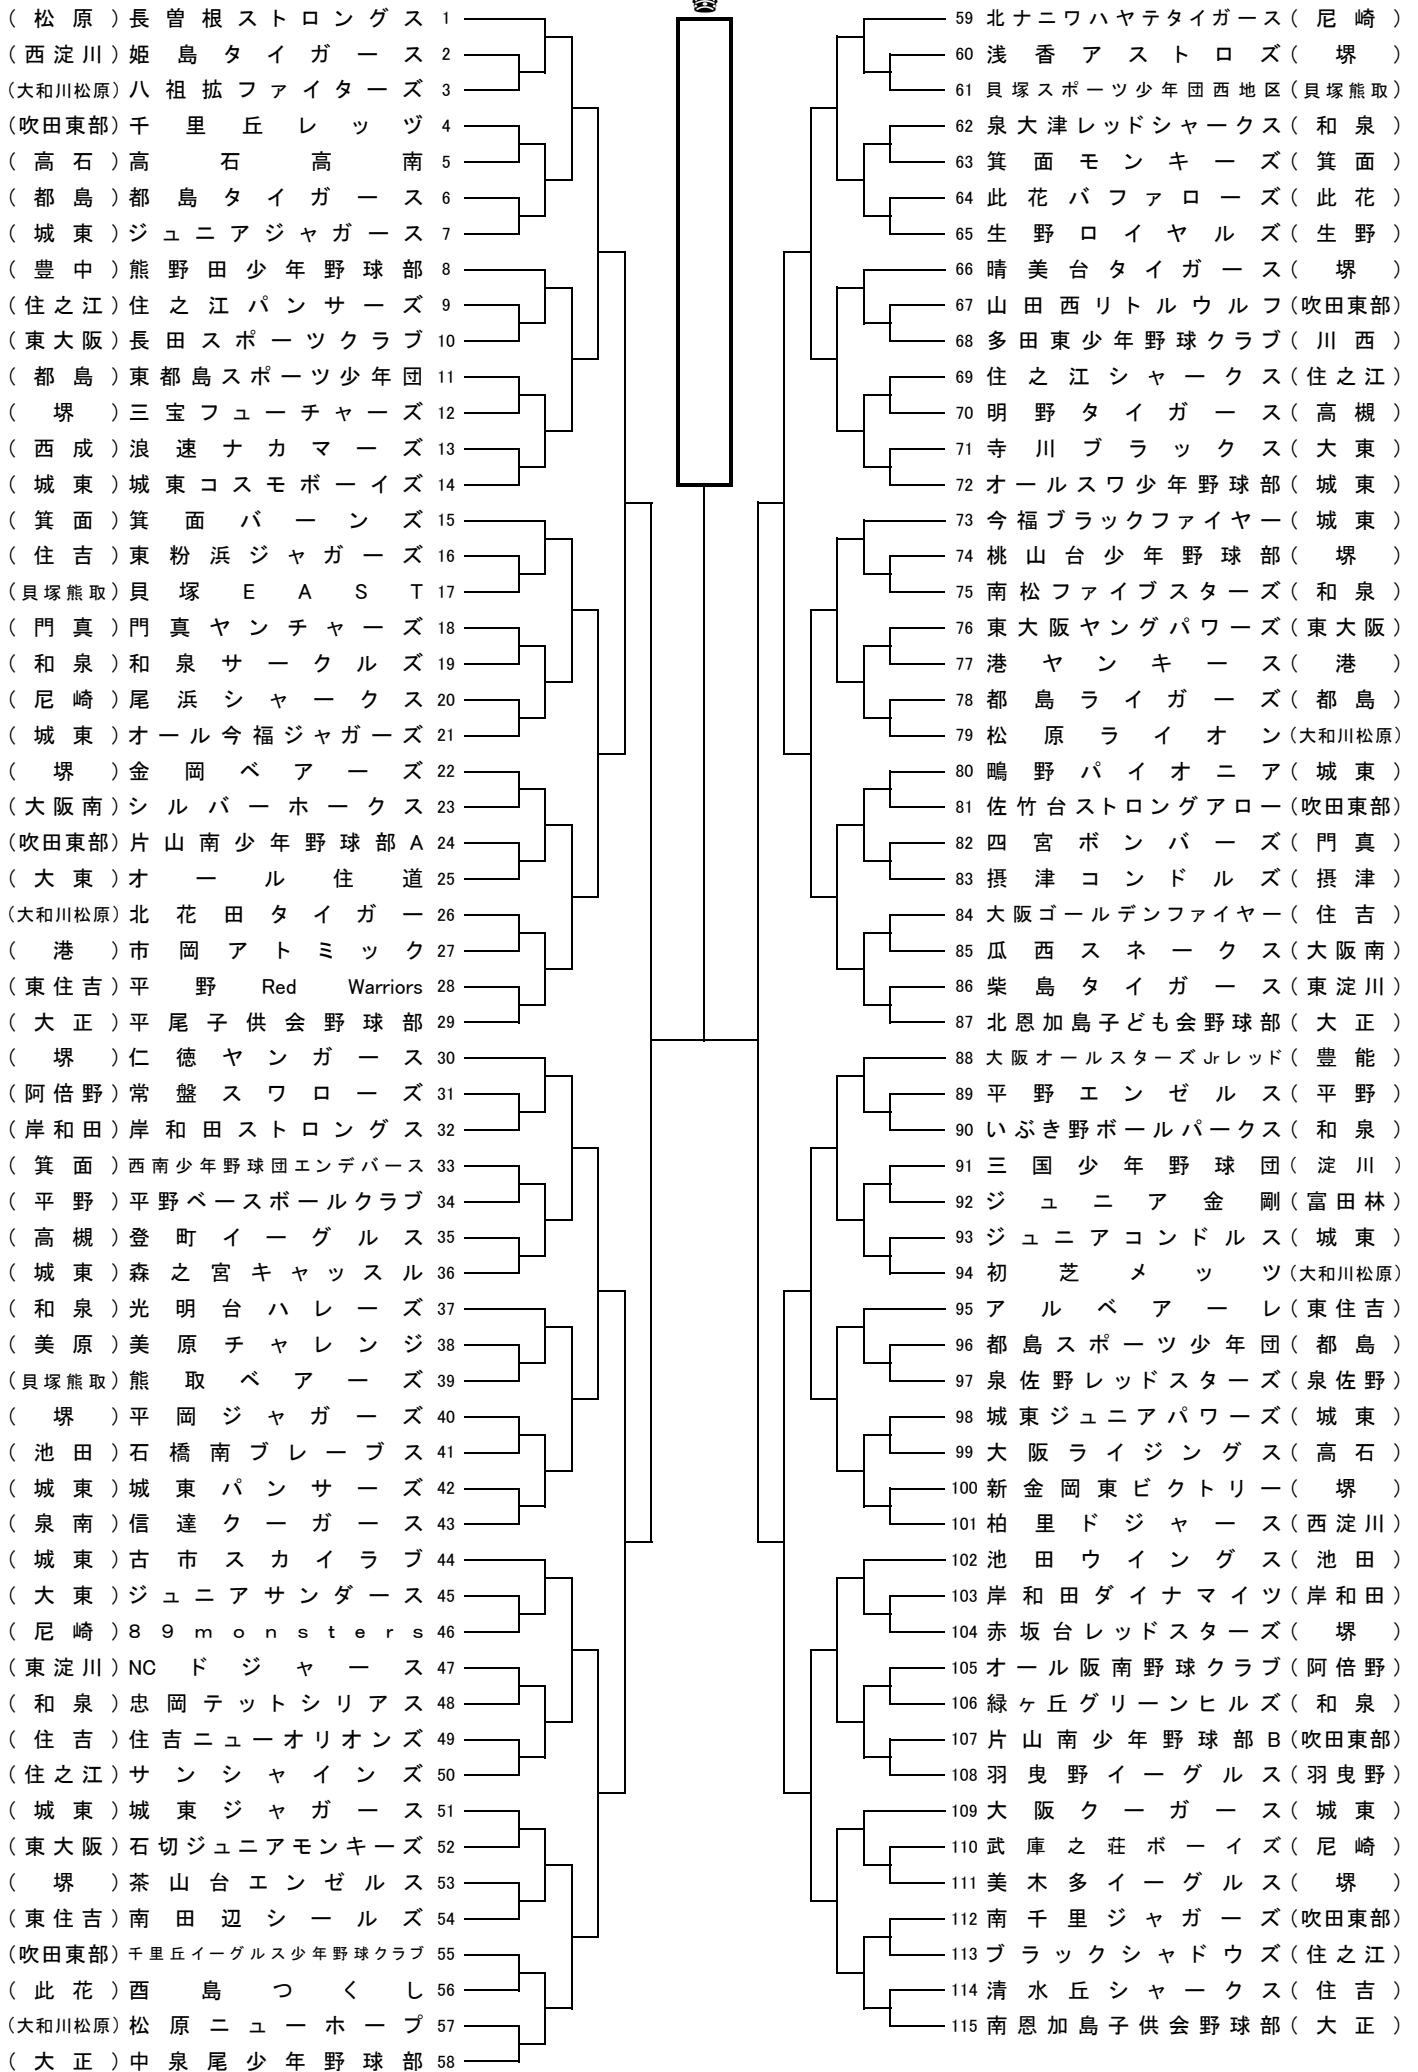 (松原)長曽根ストロングス 1
(西淀川)姫島タイガース 2
(大和川松原)八祖拡ファイターズ 3
(吹田東部)千里丘レッヅ 4
(高石)高石高南 5
(都島)都島タイガース 6
(城東)ジュニアジャガース 7
(豊中)熊野田少年野球部 8
(住之江)住之江パンサーズ 9
(東大阪)長田スポーツクラブ 10
(都島)東都島スポーツ少年団 11
(堺)三宝フューチャーズ 12
(西成)浪速ナカマーズ 13
(城東)城東コスモボーイズ 14
(箕面)箕面バーンズ 15
(住吉)東粉浜ジャガーズ 16
(貝塚熊取)貝塚EAST 17
(門真)門真ヤンチャーズ 18
(和泉)和泉サークルズ 19
(尼崎)尾浜シャークス 20
(城東)オール今福ジャガーズ 21
(堺)金岡ベアーズ 22
(大阪南)シルバーホークス 23
(吹田東部)片山南少年野球部A 24
(大東)オール住道 25
(大和川松原)北花田タイガー 26
(港)市岡アトミック 27
(東住吉)平野 Red Warriors 28
(大正)平尾子供会野球部 29
(堺)仁徳ヤンガース 30
(阿倍野)常盤スワローズ 31
(岸和田)岸和田ストロングス 32
(箕面)西南少年野球団エンデバース 33
(平野)平野ベースボールクラブ 34
(高槻)登町イーグルス 35
(城東)森之宮キャッスル 36
(和泉)光明台ハレーズ 37
(美原)美原チャレンジ 38
(貝塚熊取)熊取ベアーズ 39
(堺)平岡ジャガーズ 40
(池田)石橋南ブレーブス 41
(城東)城東パンサーズ 42
(泉南)信達クーガース 43
(城東)古市スカイラブ 44
(大東)ジュニアサンダース 45
(尼崎)89monsters 46
(東淀川)NCドジャース 47
(和泉)忠岡テットシリアス 48
(住吉)住吉ニューオリオンズ 49
(住之江)サンシャインズ 50
(城東)城東ジャガース 51
(東大阪)石切ジュニアモンキーズ 52
(堺)茶山台エンゼルス 53
(東住吉)南田辺シールズ 54
(吹田東部)千里丘イーグルス少年野球クラブ 55
(此花)酉島つくし 56
(大和川松原)松原ニューホープ 57
(大正)中泉尾少年野球部 58
59 北ナニワハヤテタイガース(尼崎)
60 浅香アストロズ(堺)
61 貝塚スポーツ少年団西地区(貝塚熊取)
62 泉大津レッドシャークス(和泉)
63 箕面モンキーズ(箕面)
64 此花バファローズ(此花)
65 生野ロイヤルズ(生野)
66 晴美台タイガース(堺)
67 山田西リトルウルフ(吹田東部)
68 多田東少年野球クラブ(川西)
69 住之江シャークス(住之江)
70 明野タイガース(高槻)
71 寺川ブラックス(大東)
72 オールスワ少年野球部(城東)
73 今福ブラックファイヤー(城東)
74 桃山台少年野球部(堺)
75 南松ファイブスターズ(和泉)
76 東大阪ヤングパワーズ(東大阪)
77 港ヤンキース(港)
78 都島ライガーズ(都島)
79 松原ライオン(大和川松原)
80 鴫野パイオニア(城東)
81 佐竹台ストロングアロー(吹田東部)
82 四宮ボンバーズ(門真)
83 摂津コンドルズ(摂津)
84 大阪ゴールデンファイヤー(住吉)
85 瓜西スネークス(大阪南)
86 柴島タイガース(東淀川)
87 北恩加島子ども会野球部(大正)
88 大阪オールスターズJrレッド(豊能)
89 平野エンゼルス(平野)
90 いぶき野ボールパークス(和泉)
91 三国少年野球団(淀川)
92 ジュニア金剛(富田林)
93 ジュニアコンドルス(城東)
94 初芝メッツ(大和川松原)
95 アルベアーレ(東住吉)
96 都島スポーツ少年団(都島)
97 泉佐野レッドスターズ(泉佐野)
98 城東ジュニアパワーズ(城東)
99 大阪ライジングス(高石)
100 新金岡東ビクトリー(堺)
101 柏里ドジャース(西淀川)
102 池田ウイングス(池田)
103 岸和田ダイナマイツ(岸和田)
104 赤坂台レッドスターズ(堺)
105 オール阪南野球クラブ(阿倍野)
106 緑ヶ丘グリーンヒルズ(和泉)
107 片山南少年野球部B(吹田東部)
108 羽曳野イーグルス(羽曳野)
109 大阪クーガース(城東)
110 武庫之荘ボーイズ(尼崎)
111 美木多イーグルス(堺)
112 南千里ジャガーズ(吹田東部)
113 ブラックシャドウズ(住之江)
114 清水丘シャークス(住吉)
115 南恩加島子供会野球部(大正)